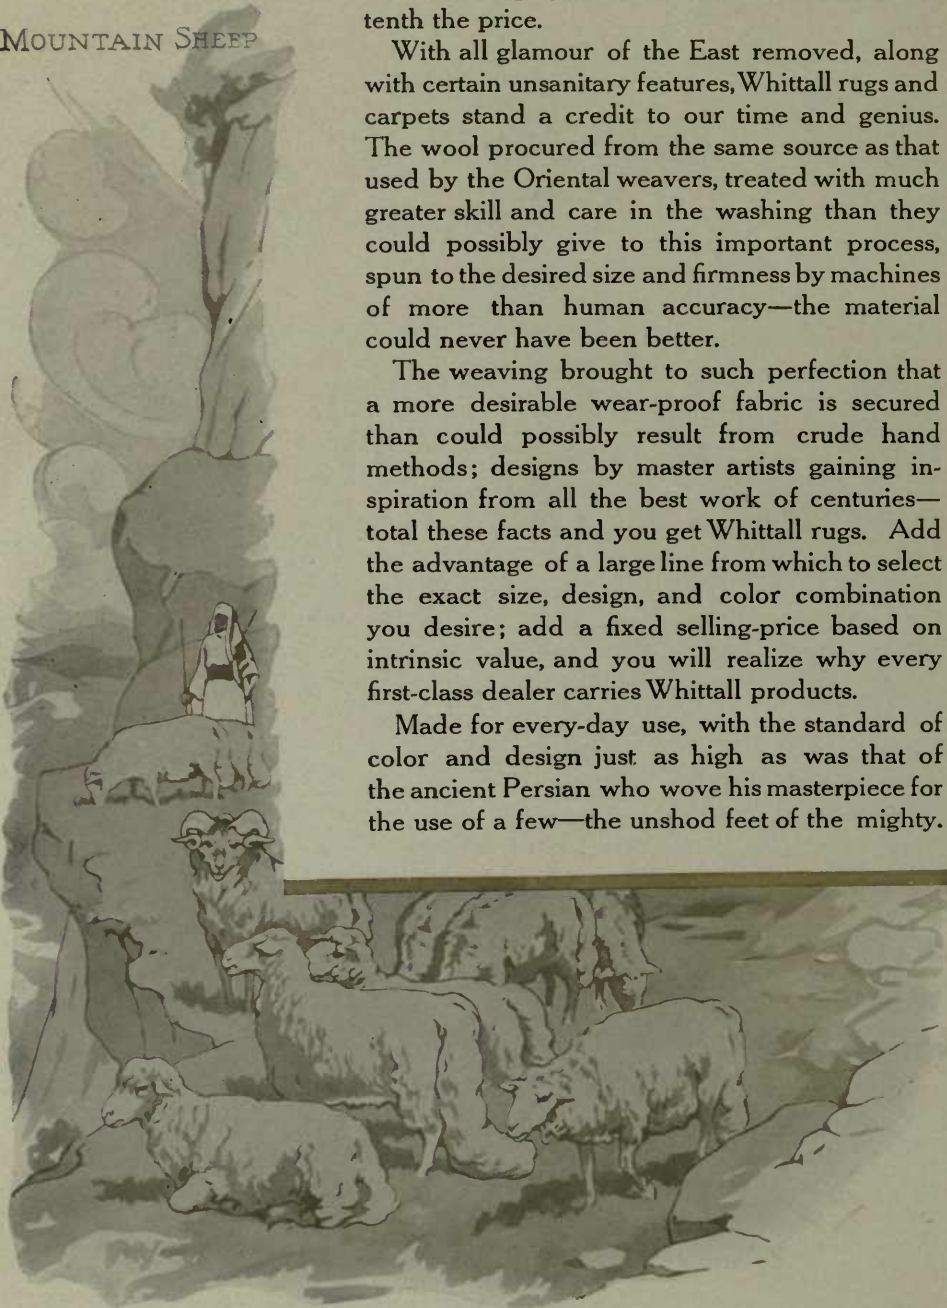 MOUNTAIN SHEEP
tenth the price.
With all glamour of the East removed, along
with certain unsanitary features, Whittall rugs and
carpets stand a credit to our time and genius.
The wool procured from the same source as that
used by the Oriental weavers, treated with much
greater skill and care in the washing than they
could possibly give to this important process,
spun to the desired size and firmness by machines
of more than human accuracy—the material
could never have been better.
The weaving brought to such perfection that
a more desirable wear-proof fabric is secured
than could possibly result from crude hand
methods; designs by master artists gaining in-
spiration from all the best work of centuries—
total these facts and you get Whittall rugs. Add
the advantage of a large line from which to select
the exact size, design, and color combination
you desire; add a fixed selling-price based on
intrinsic value, and you will realize why every
first-class dealer carries Whittall products.
Made for every-day use, with the standard of
color and design just as high as was that of
the ancient Persian who wove his masterpiece for
the use of a few—the unshod feet of the mighty.